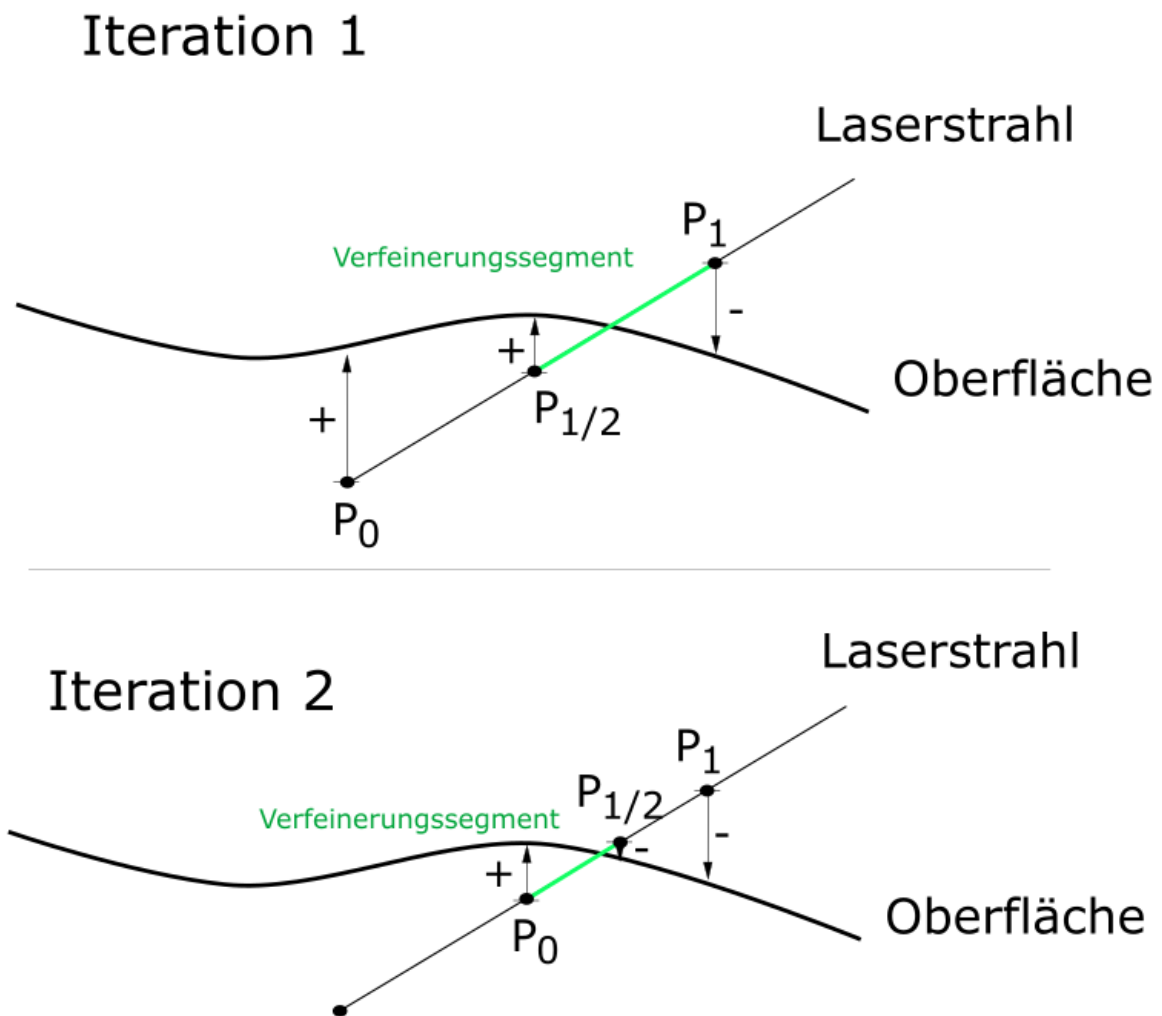 Iteration 1
Laserstrahl
P1
Verfeinerungssegment
-
+
Oberfläche
P1/2
+
P0
Laserstrahl
Iteration 2
P1
P1/2
Verfeinerungssegment
-
-
+
Oberfläche
P0